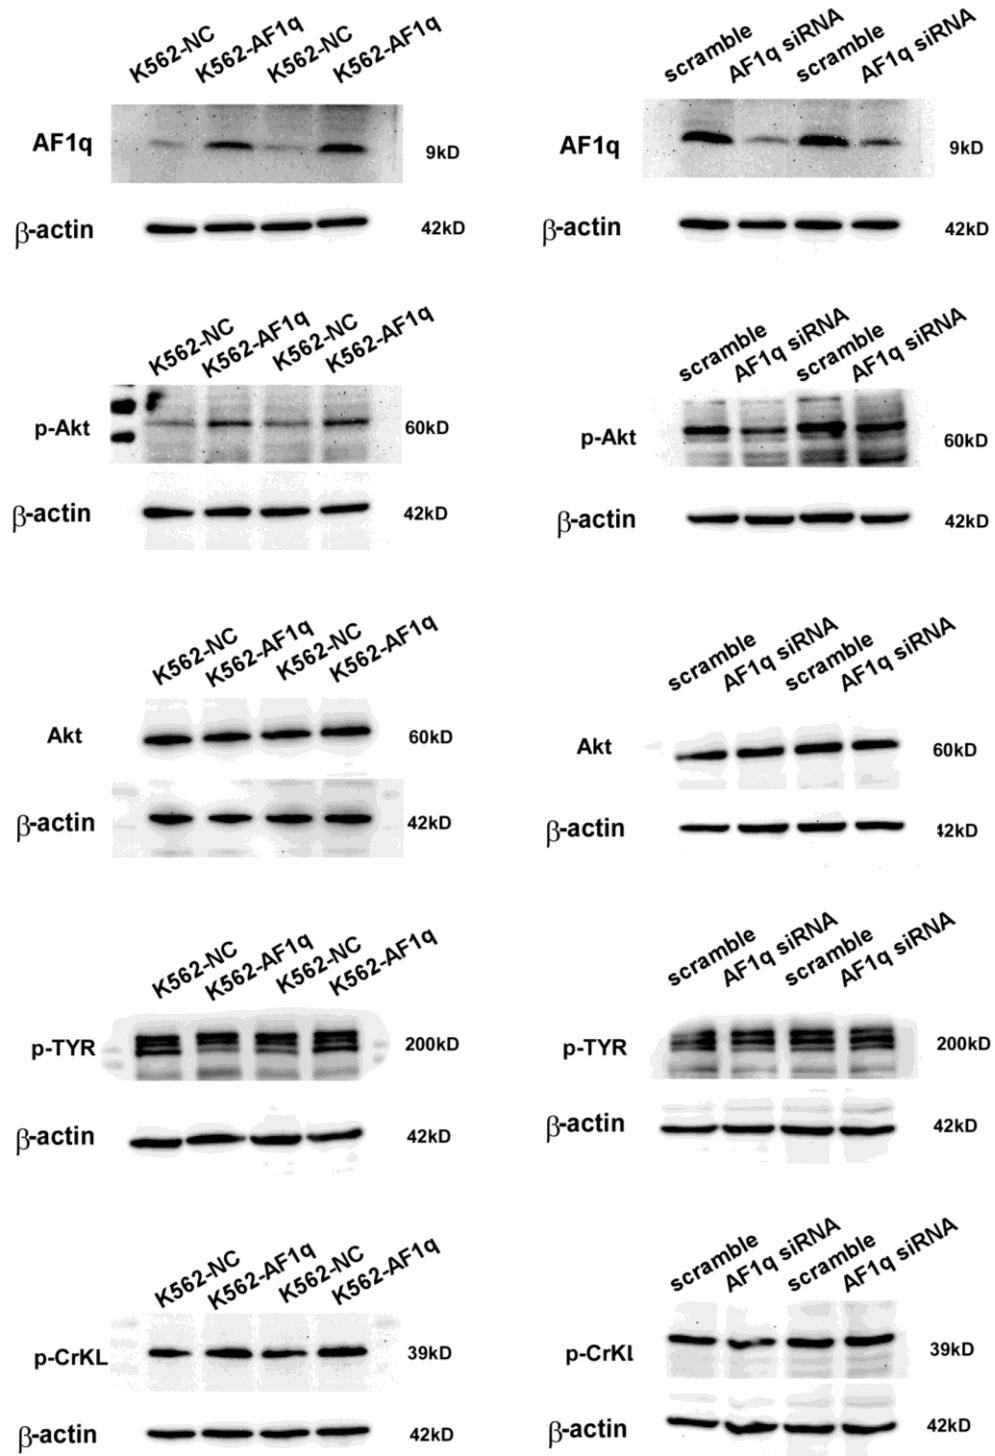 K562-NC K562-AF1q K562-NC K562-AF1q
AF1q 9kD
β-actin 42kD
scramble AF1q siRNA scramble AF1q siRNA
AF1q 9kD
β-actin 42kD
K562-NC K562-AF1q K562-NC K562-AF1q
p-Akt 60kD
β-actin 42kD
scramble AF1q siRNA scramble AF1q siRNA
p-Akt 60kD
β-actin 42kD
K562-NC K562-AF1q K562-NC K562-AF1q
Akt 60kD
β-actin 42kD
scramble AF1q siRNA scramble AF1q siRNA
Akt 60kD
β-actin 42kD
K562-NC K562-AF1q K562-NC K562-AF1q
p-TYR 200kD
β-actin 42kD
scramble AF1q siRNA scramble AF1q siRNA
p-TYR 200kD
β-actin 42kD
K562-NC K562-AF1q K562-NC K562-AF1q
p-CrKL 39kD
β-actin 42kD
scramble AF1q siRNA scramble AF1q siRNA
p-CrKL 39kD
β-actin 42kD